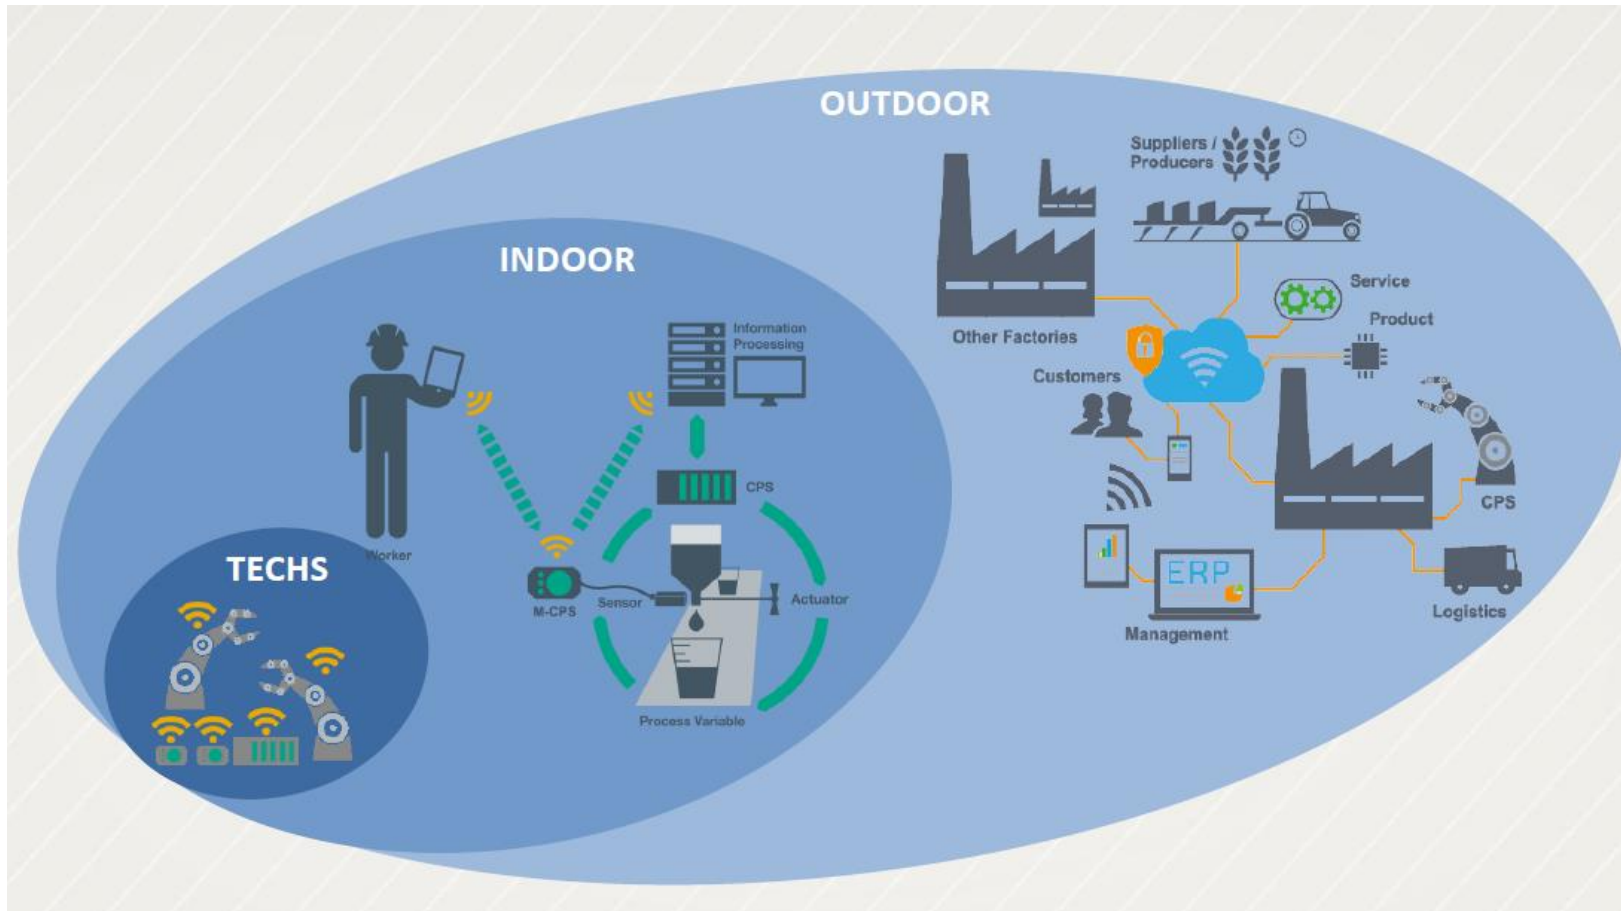 OUTDOOR
Suppliers /
Producers
INDOOR
Service
Product
Information
Processing
Other Factories
Customers
CPS
CPS
ERP
Worker
TECHS
M-CPS
Sensor
Actuator
Logistics
Management
Process Variable